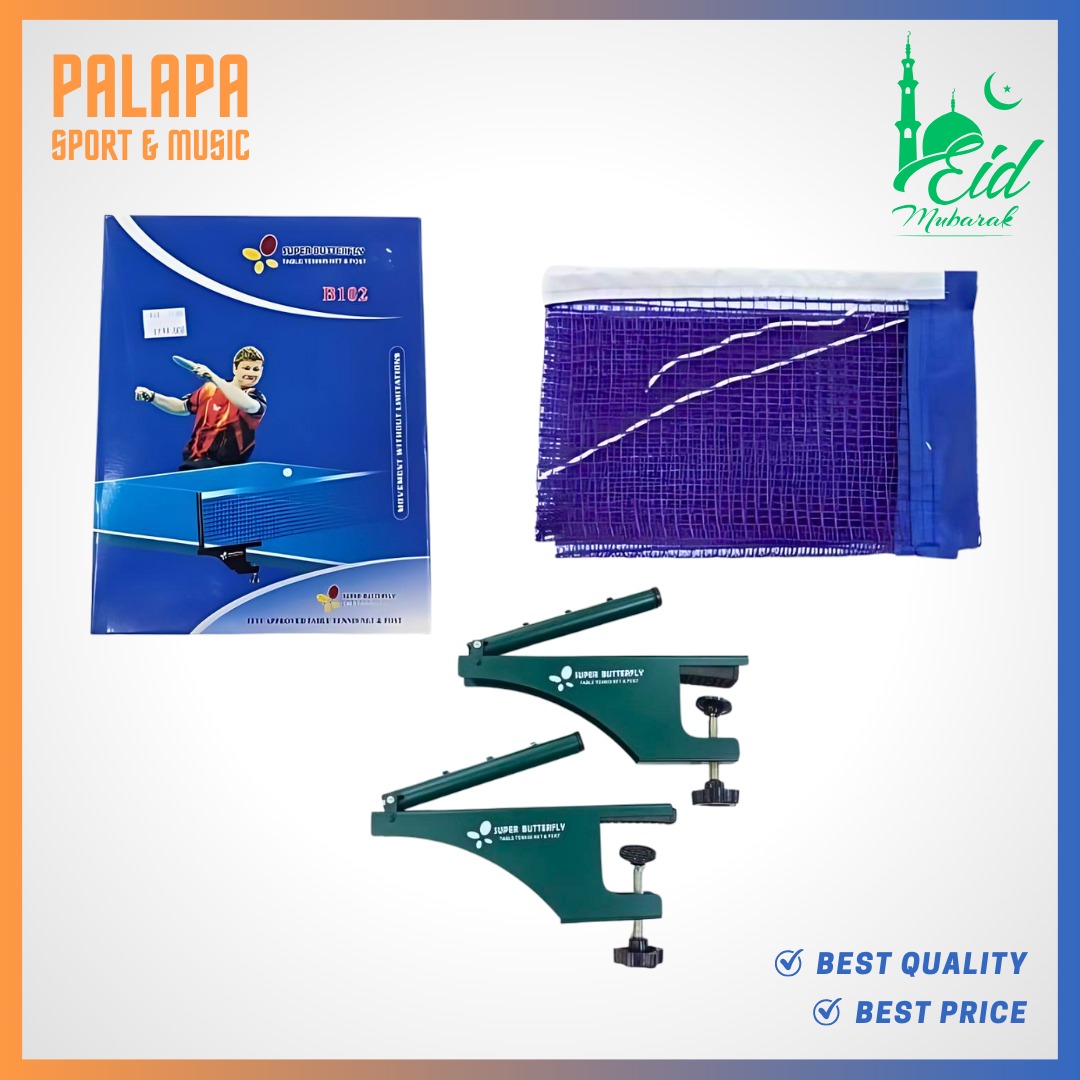 PALAPA
SPORT & MUSIC
Eid
Mubarak
SUPER BUTTERFLY
TABLE TENNIS NET & POST
B102
MOVEMENT WITHOUT LIMITATIONS
SUPER BUTTERFLY
APPROVED TABLE TENNIS NET & POST
SUPER BUTTERFLY
TABLE TENNIS NET & POST
SUPER BUTTERFLY
TABLE TENNIS NET & POST
BEST QUALITY
BEST PRICE